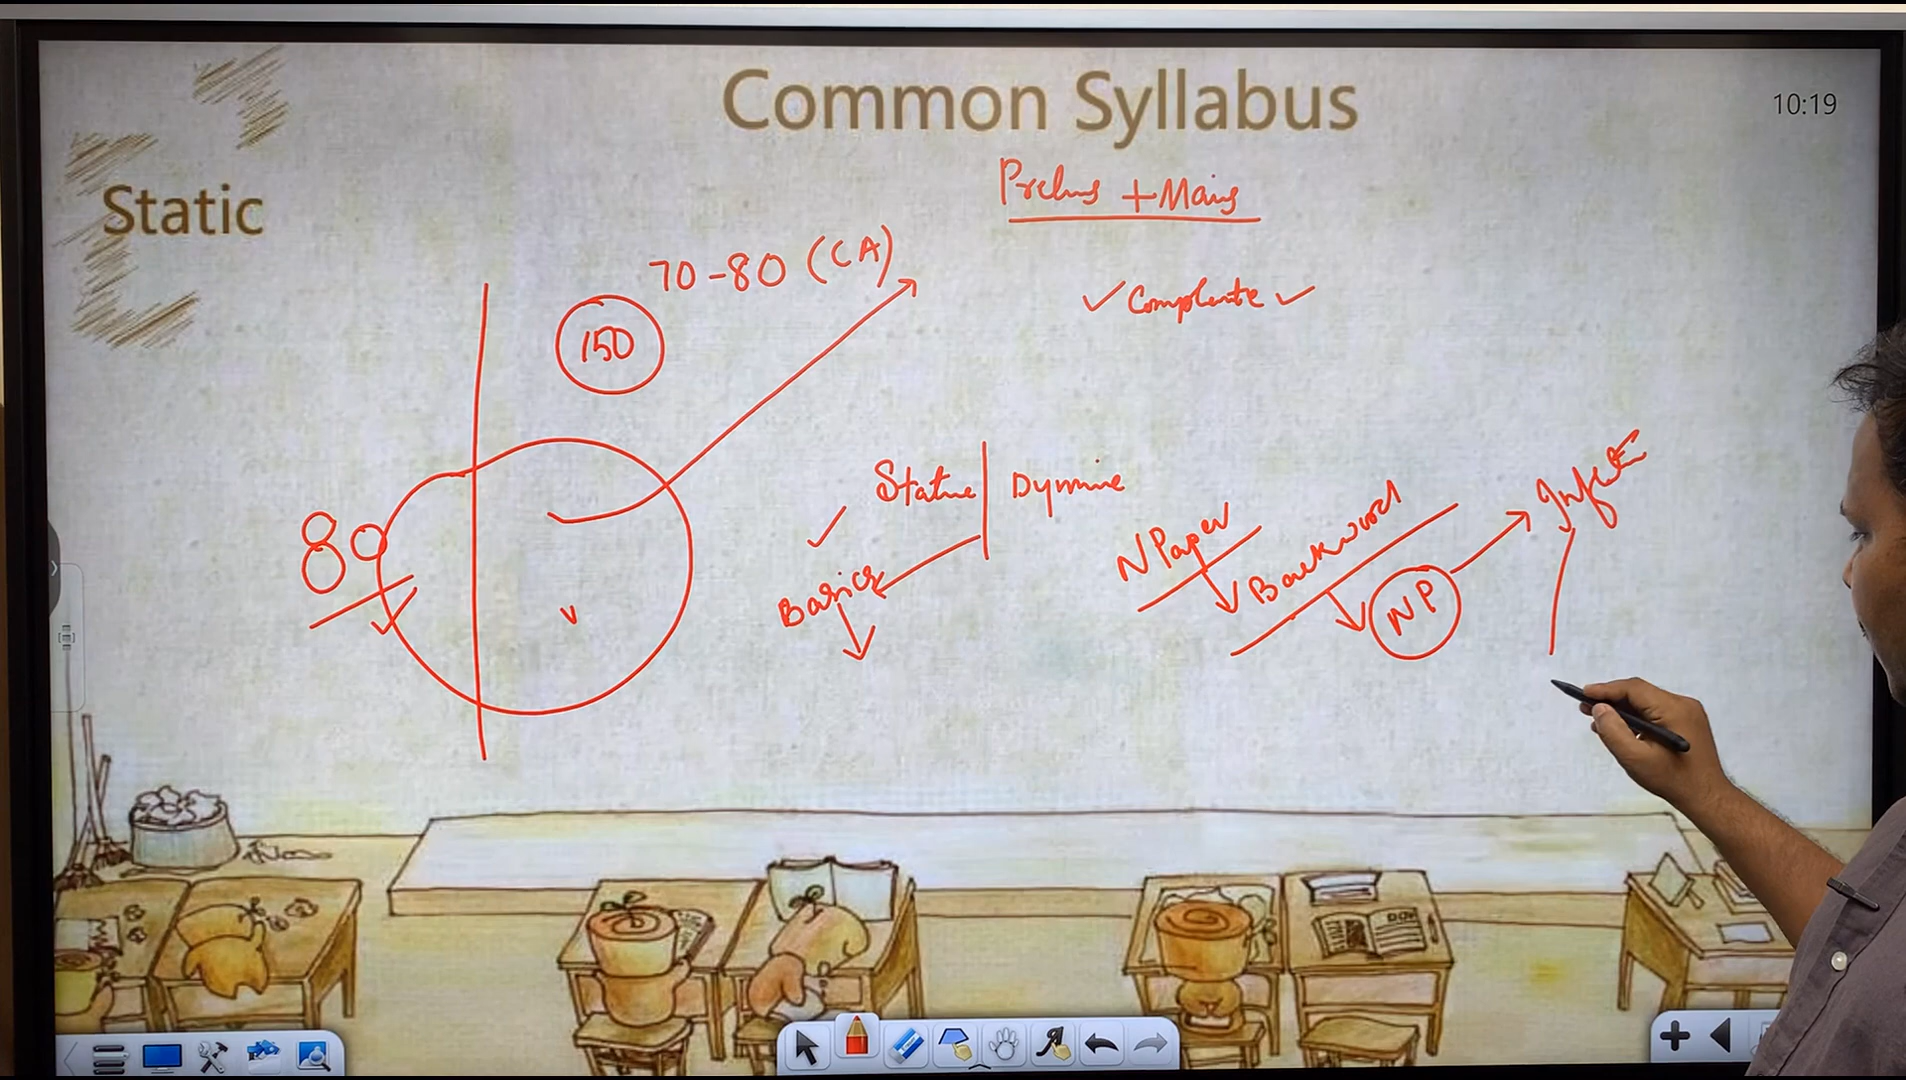 Common Syllabus
10:19
Prelims + Mains
Static
70-80 (CA)
✓ Complete ✓
150
Static | Dynamic
80
Basics
NPaper
Backward
NP